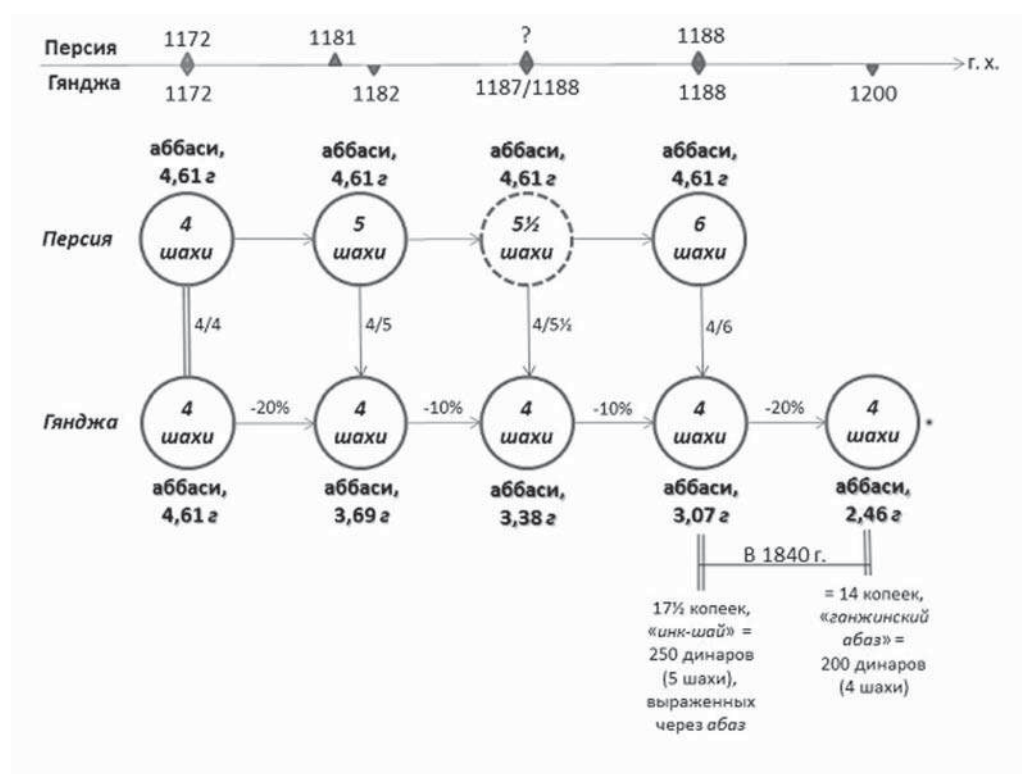 1172 1181 ? 1188
Персия
г. х.
Гянджа
1172 1182 1187/1188 1188 1200
аббаси, аббаси, аббаси, аббаси,
4,61 г 4,61 г 4,61 г 4,61 г
4 5 5½ 6
Персия
шахи шахи шахи шахи
4/4 4/5 4/5½ 4/6
-20% -10% -10% -20%
4 4 4 4 4
Гянджа
шахи шахи шахи шахи шахи *
аббаси, аббаси, аббаси, аббаси, аббаси,
4,61 г 3,69 г 3,38 г 3,07 г 2,46 г
В 1840 г.
17½ копеек,
«инк-шай» =
250 динаров
(5 шахи),
выраженных
через абаз
= 14 копеек,
«ганжинский
абаз» =
200 динаров
(4 шахи)